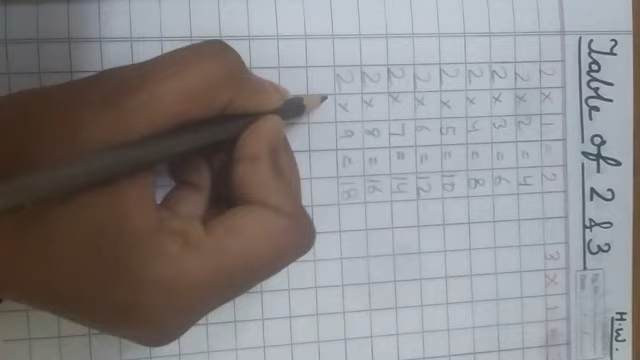 H.W.
Table of 2 & 3
2 × 1 = 2 3 × 1 =
2 × 2 = 4
2 × 3 = 6
2 × 4 = 8
2 × 5 = 10
2 × 6 = 12
2 × 7 = 14
2 × 8 = 16
2 × 9 = 18